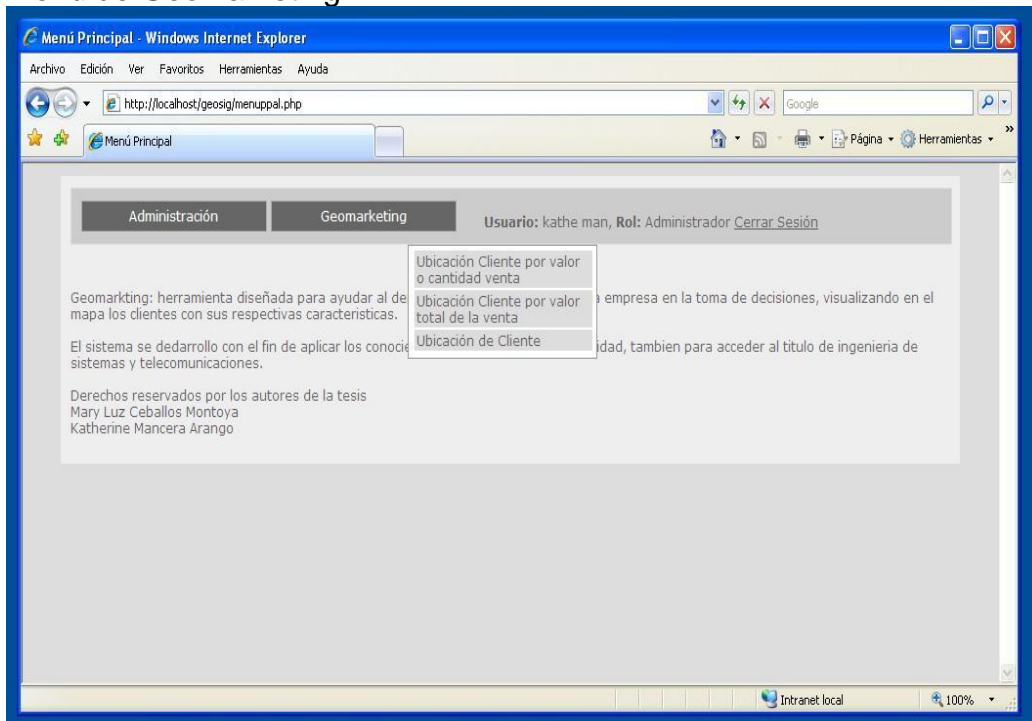 Menú Principal - Windows Internet Explorer
Archivo Edición Ver Favoritos Herramientas Ayuda
http://localhost/geosig/menuppal.php
Google
Menú Principal
Página
Herramientas
Administración
Geomarketing
Usuario: kathe man, Rol: Administrador Cerrar Sesión
Ubicación Cliente por valor
o cantidad venta
Ubicación Cliente por valor
total de la venta
Ubicación de Cliente
Geomarkting: herramienta diseñada para ayudar al de a empresa en la toma de decisiones, visualizando en el
mapa los clientes con sus respectivas caracteristicas.
El sistema se dedarrollo con el fin de aplicar los conocie idad, tambien para acceder al titulo de ingenieria de
sistemas y telecomunicaciones.
Derechos reservados por los autores de la tesis
Mary Luz Ceballos Montoya
Katherine Mancera Arango
Intranet local
100%